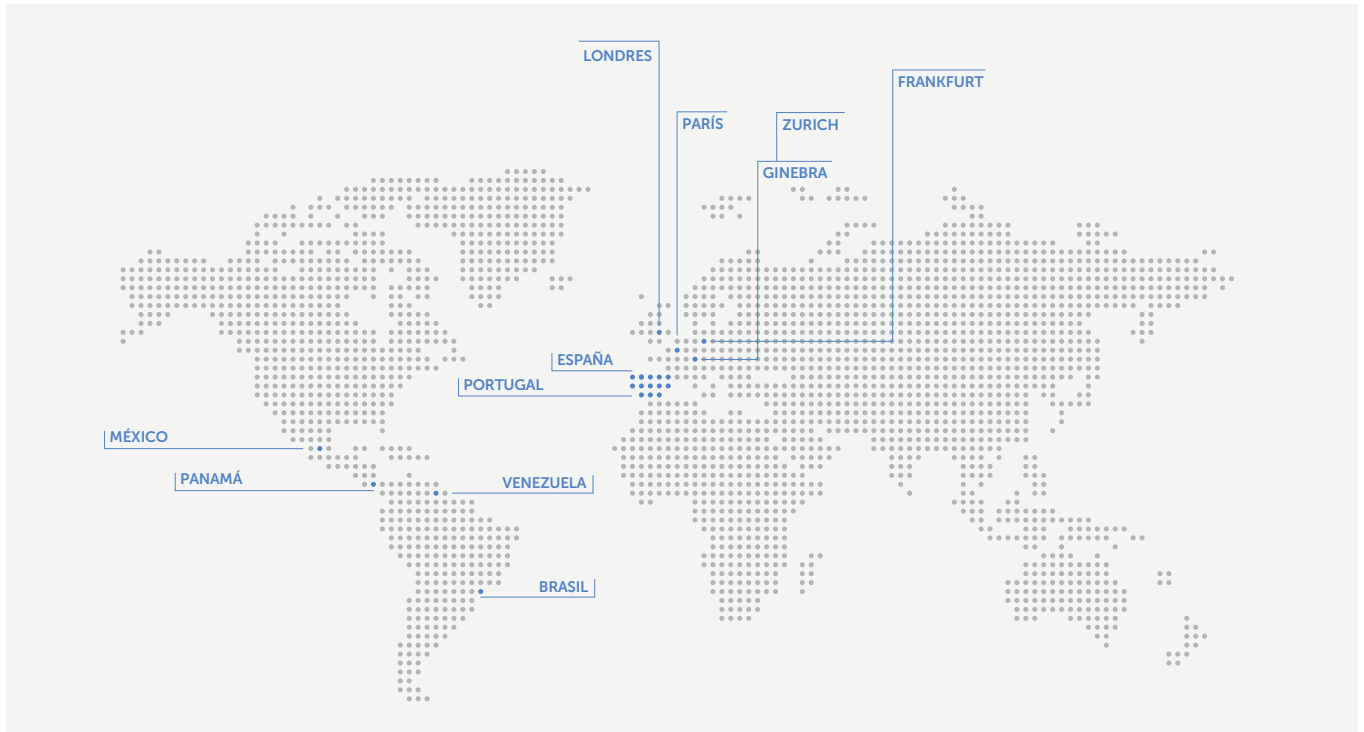 LONDRES
FRANKFURT
PARÍS
ZURICH
GINEBRA
ESPAÑA
PORTUGAL
MÉXICO
PANAMÁ
VENEZUELA
BRASIL